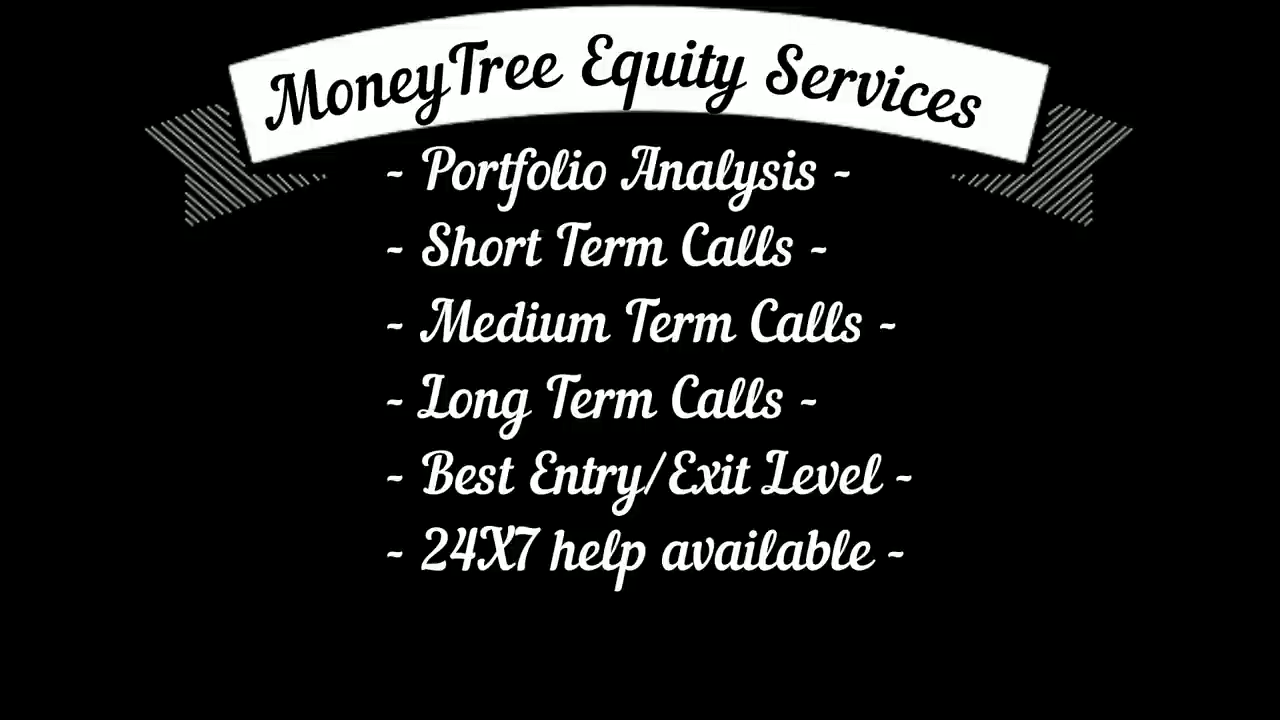 MoneyTree Equity Services
- Portfolio Analysis -
- Short Term Calls -
- Medium Term Calls -
- Long Term Calls -
- Best Entry/Exit Level -
- 24X7 help available -